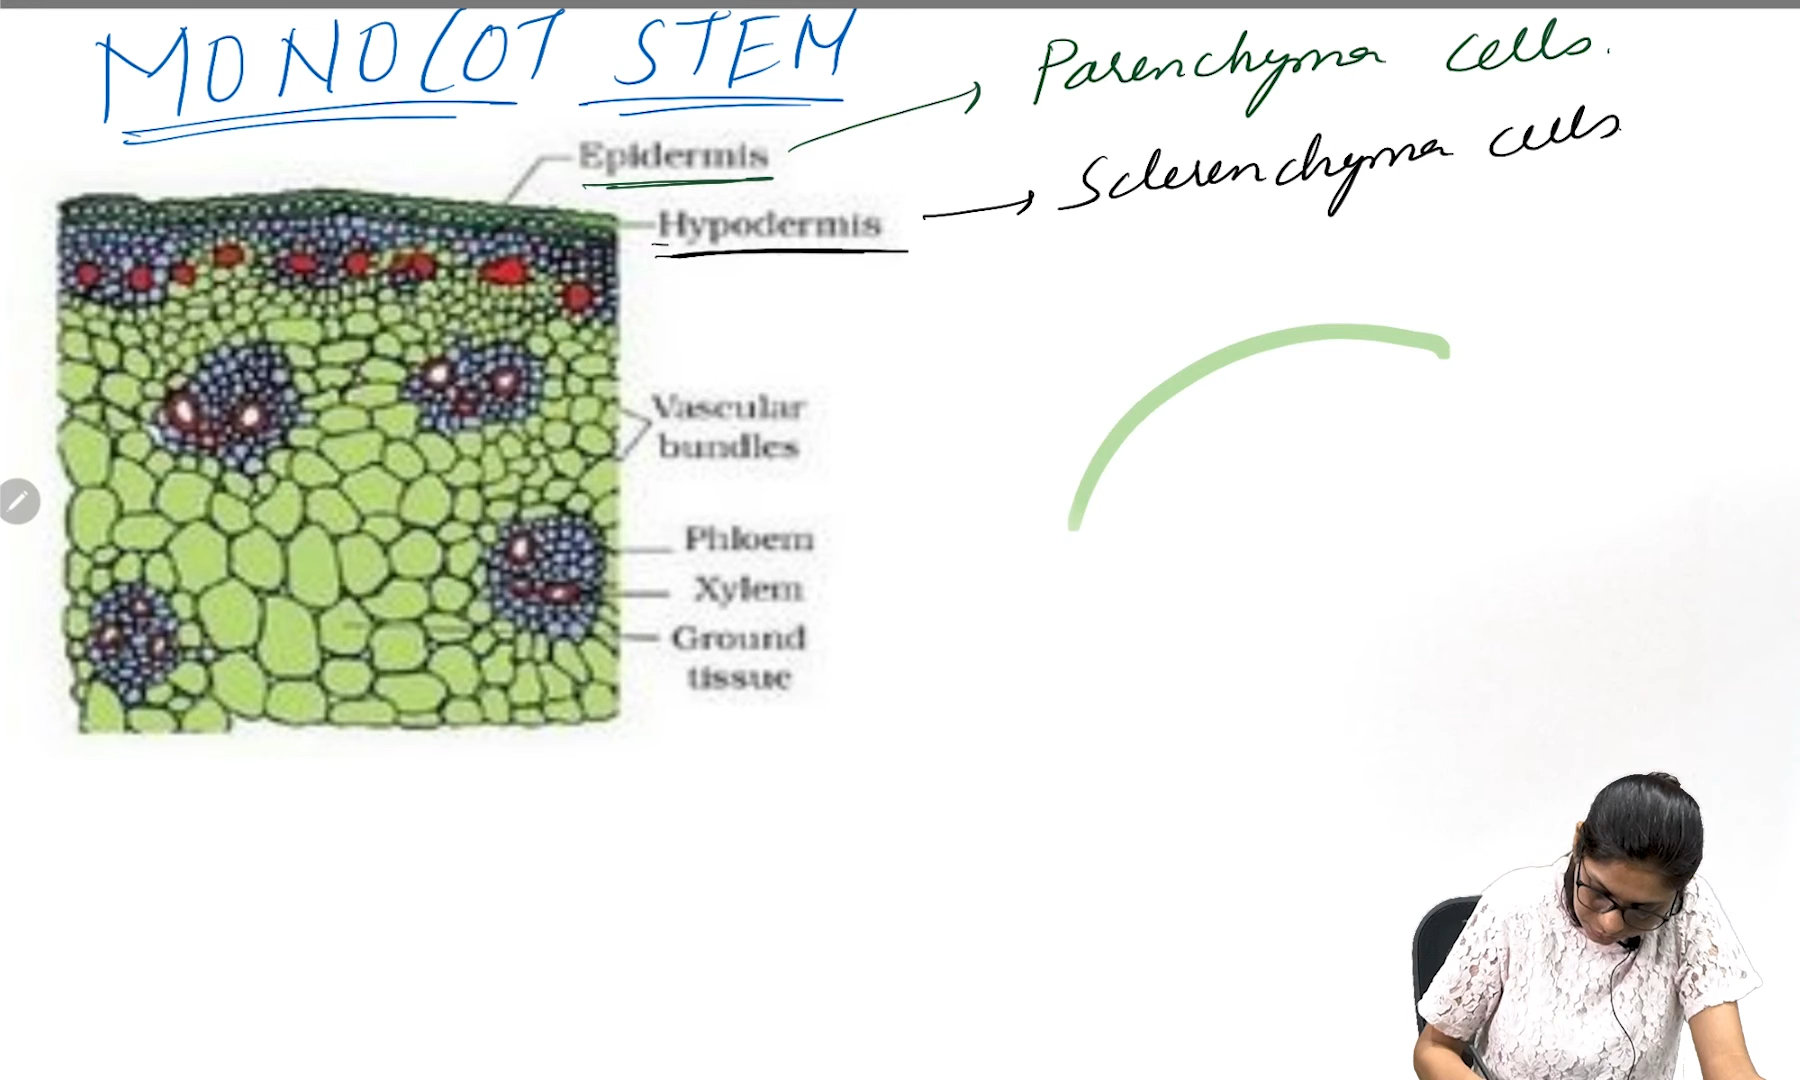 MONOCOT STEM
Parenchyma cells.
Epidermis
Sclerenchyma cells
Hypodermis
Vascular
bundles
Phloem
Xylem
Ground
tissue